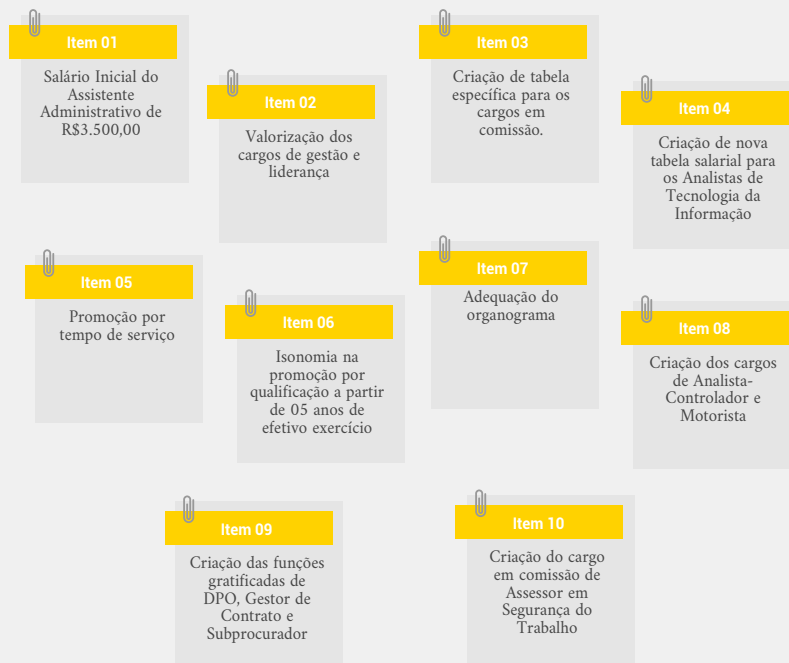 Item 01
Salário Inicial do
Assistente
Administrativo de
R$3.500,00
Item 02
Valorização dos
cargos de gestão e
liderança
Item 03
Criação de tabela
específica para os
cargos em
comissão.
Item 04
Criação de nova
tabela salarial para
os Analistas de
Tecnologia da
Informação
Item 05
Promoção por
tempo de serviço
Item 06
Isonomia na
promoção por
qualificação a partir
de 05 anos de
efetivo exercício
Item 07
Adequação do
organograma
Item 08
Criação dos cargos
de Analista-
Controlador e
Motorista
Item 09
Criação das funções
gratificadas de
DPO, Gestor de
Contrato e
Subprocurador
Item 10
Criação do cargo
em comissão de
Assessor em
Segurança do
Trabalho